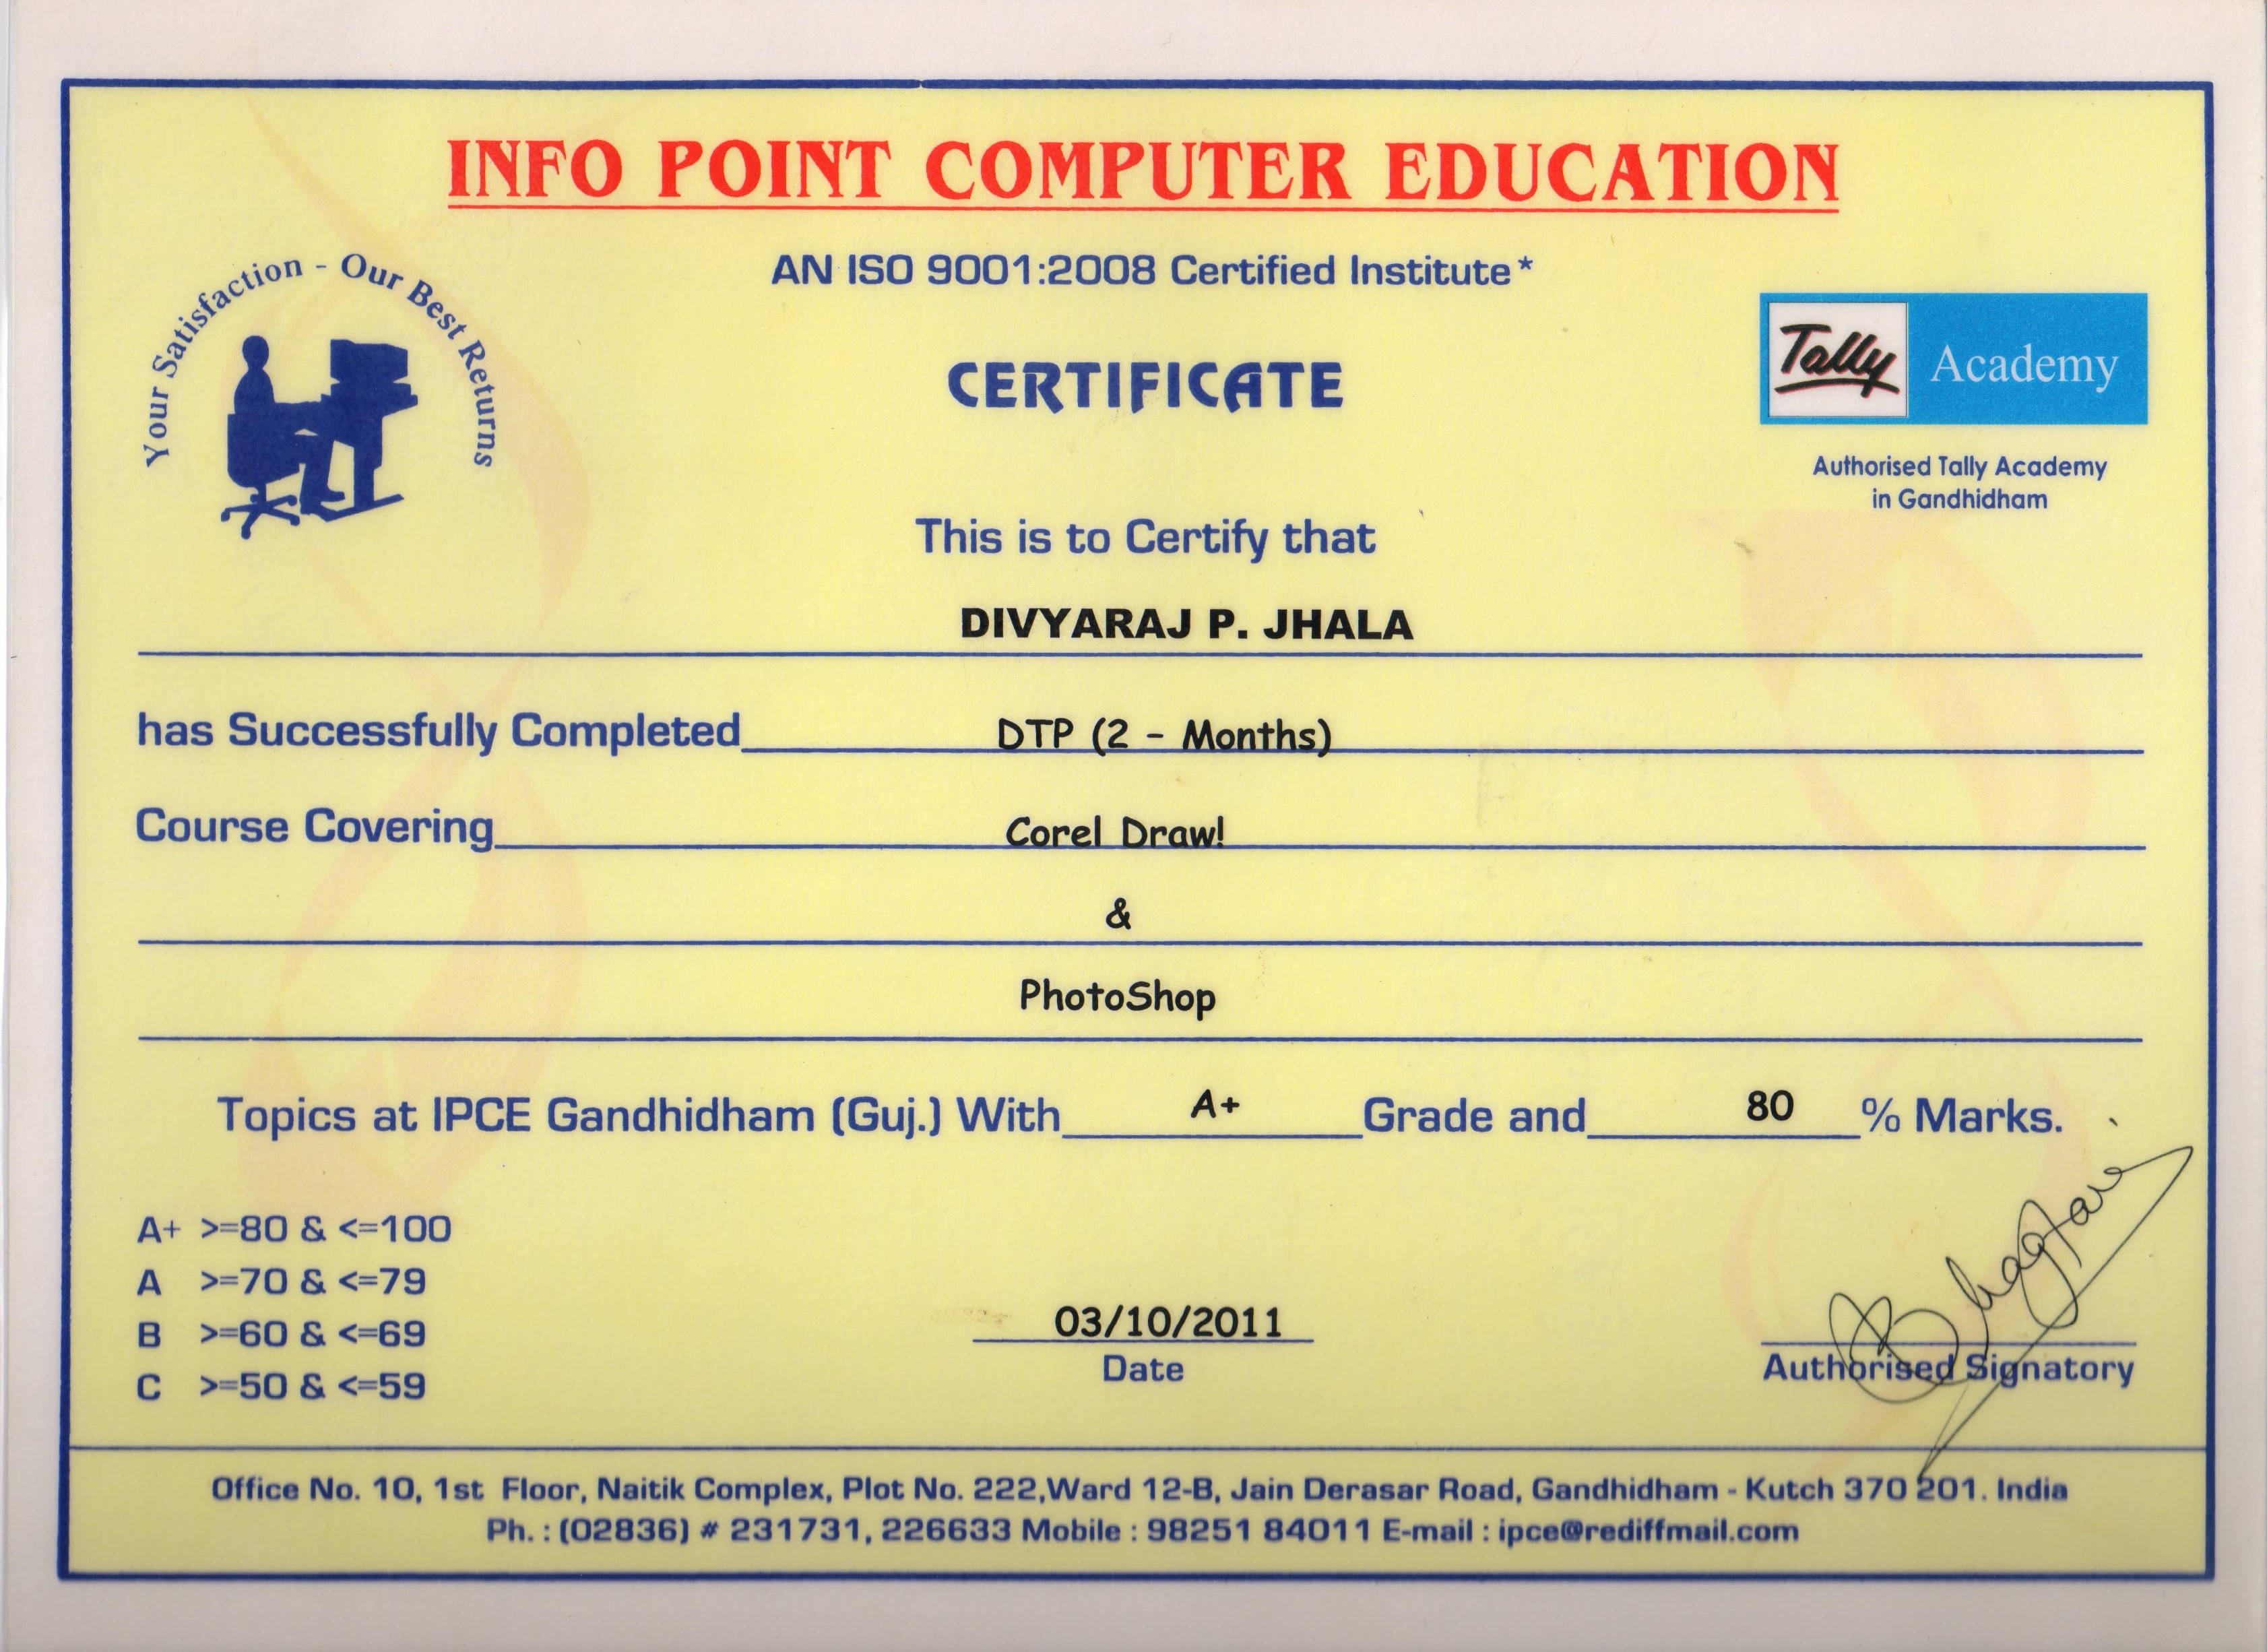 INFO POINT COMPUTER EDUCATION
AN ISO 9001:2008 Certified Institute*
Your Satisfaction - Our Best Returns
CERTIFICATE
Tally Academy
Authorised Tally Academy
in Gandhidham
This is to Certify that
DIVYARAJ P. JHALA
has Successfully Completed DTP (2 - Months)
Course Covering Corel Draw!
&
PhotoShop
Topics at IPCE Gandhidham (Guj.) With A+ Grade and 80 % Marks.
A+ >=80 & <=100
A >=70 & <=79
B >=60 & <=69
C >=50 & <=59
03/10/2011
Date
Authorised Signatory
Office No. 10, 1st Floor, Naitik Complex, Plot No. 222,Ward 12-B, Jain Derasar Road, Gandhidham - Kutch 370 201. India
Ph. : (02836) # 231731, 226633 Mobile : 98251 84011 E-mail : ipce@rediffmail.com